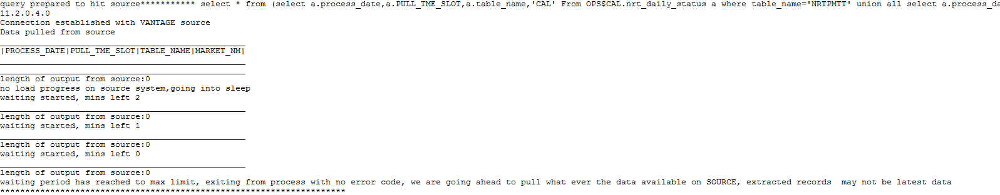 query prepared to hit source*********** select * from (select a.process_date,a.PULL_TME_SLOT,a.table_name,'CAL' From OPS$CAL.nrt_daily_status a where table_name='NRTPMTT' union all select a.process_da
11.2.0.4.0
Connection established with VANTAGE source
Data pulled from source
|PROCESS_DATE|PULL_TME_SLOT|TABLE_NAME|MARKET_NM|
length of output from source:0
no load progress on source system,going into sleep
waiting started, mins left 2
length of output from source:0
waiting started, mins left 1
length of output from source:0
waiting started, mins left 0
length of output from source:0
waiting period has reached to max limit, exiting from process with no error code, we are going ahead to pull what ever the data available on SOURCE, extracted records  may not be latest data
*********************************************************************